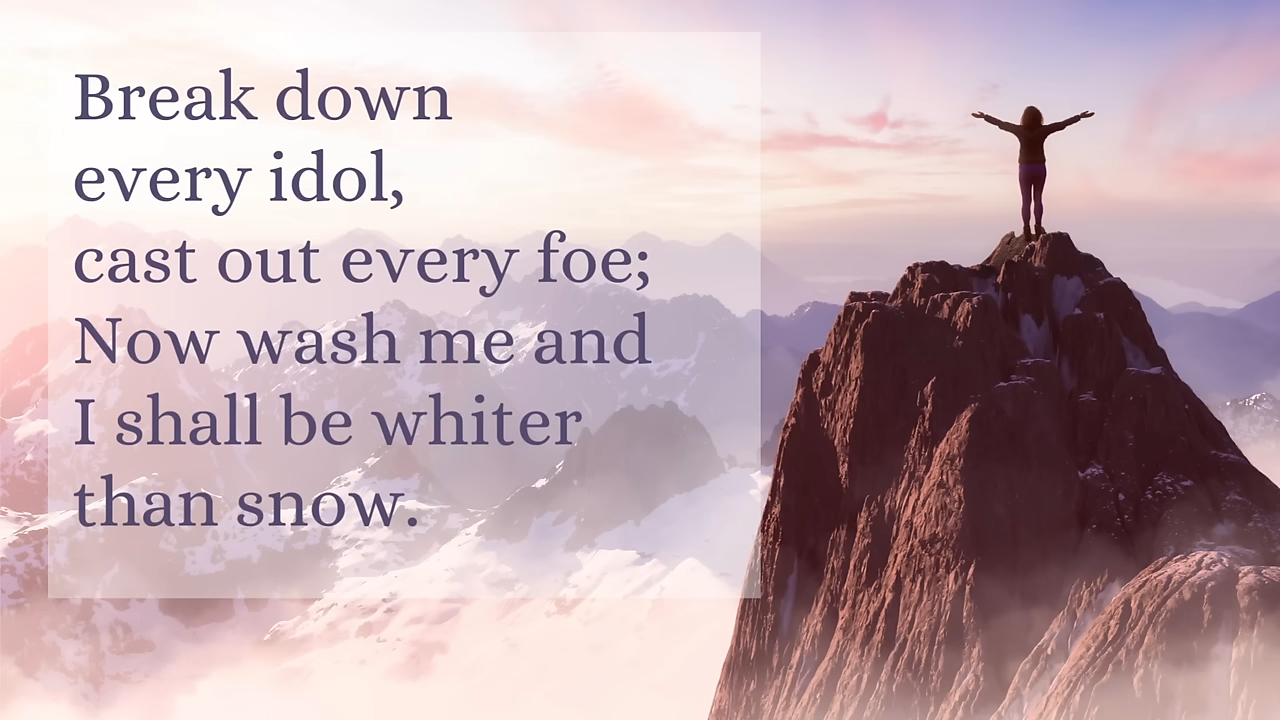 Break down
every idol,
cast out every foe;
Now wash me and
I shall be whiter
than snow.